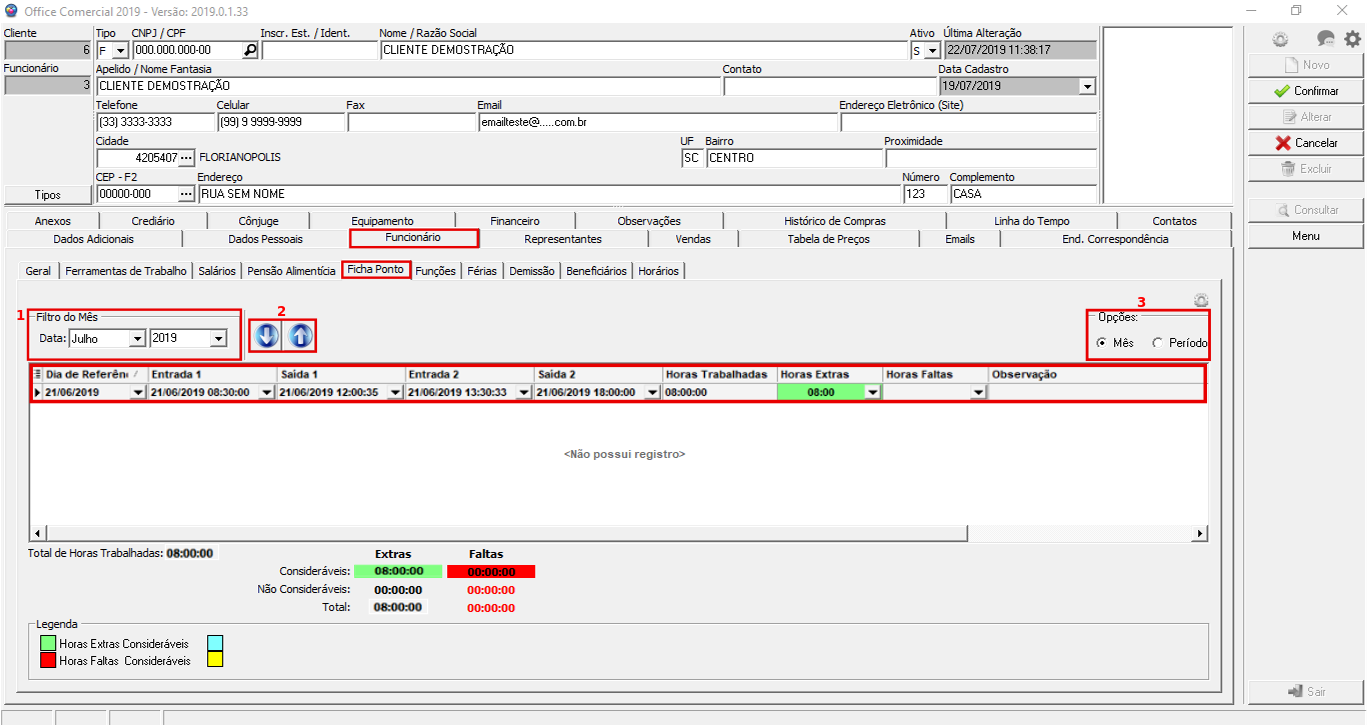 Office Comercial 2019 - Versão: 2019.0.1.33
Cliente Tipo CNPJ / CPF Inscr. Est. / Ident. Nome / Razão Social Ativo Última Alteração
6 F 000.000.000-00 CLIENTE DEMOSTRAÇÃO S 22/07/2019 11:38:17
Funcionário Apelido / Nome Fantasia Contato Data Cadastro
3 CLIENTE DEMOSTRAÇÃO 19/07/2019
Telefone Celular Fax Email Endereço Eletrônico (Site)
(33) 3333-3333 (99) 9 9999-9999 emailteste@.....com.br
Cidade UF Bairro Proximidade
4205407 ... FLORIANOPOLIS SC CENTRO
CEP - F2 Endereço Número Complemento
Tipos 00000-000 ... RUA SEM NOME 123 CASA
Novo
Confirmar
Alterar
Cancelar
Excluir
Consultar
Menu
Anexos Crediário Cônjuge Equipamento Financeiro Observações Histórico de Compras Linha do Tempo Contatos
Dados Adicionais Dados Pessoais Funcionário Representantes Vendas Tabela de Preços Emails End. Correspondência
Geral Ferramentas de Trabalho Salários Pensão Alimentícia Ficha Ponto Funções Férias Demissão Beneficiários Horários
1 Filtro do Mês 2 3 Opções:
Data: Julho 2019 Mês Período
Dia de Referên Entrada 1 Saida 1 Entrada 2 Saida 2 Horas Trabalhadas Horas Extras Horas Faltas Observação
21/06/2019 21/06/2019 08:30:00 21/06/2019 12:00:35 21/06/2019 13:30:33 21/06/2019 18:00:00 08:00:00 08:00
<Não possui registro>
Total de Horas Trabalhadas: 08:00:00 Extras Faltas
Consideráveis: 08:00:00 00:00:00
Não Consideráveis: 00:00:00 00:00:00
Total: 08:00:00 00:00:00
Legenda
Horas Extras Consideráveis
Horas Faltas Consideráveis
Sair